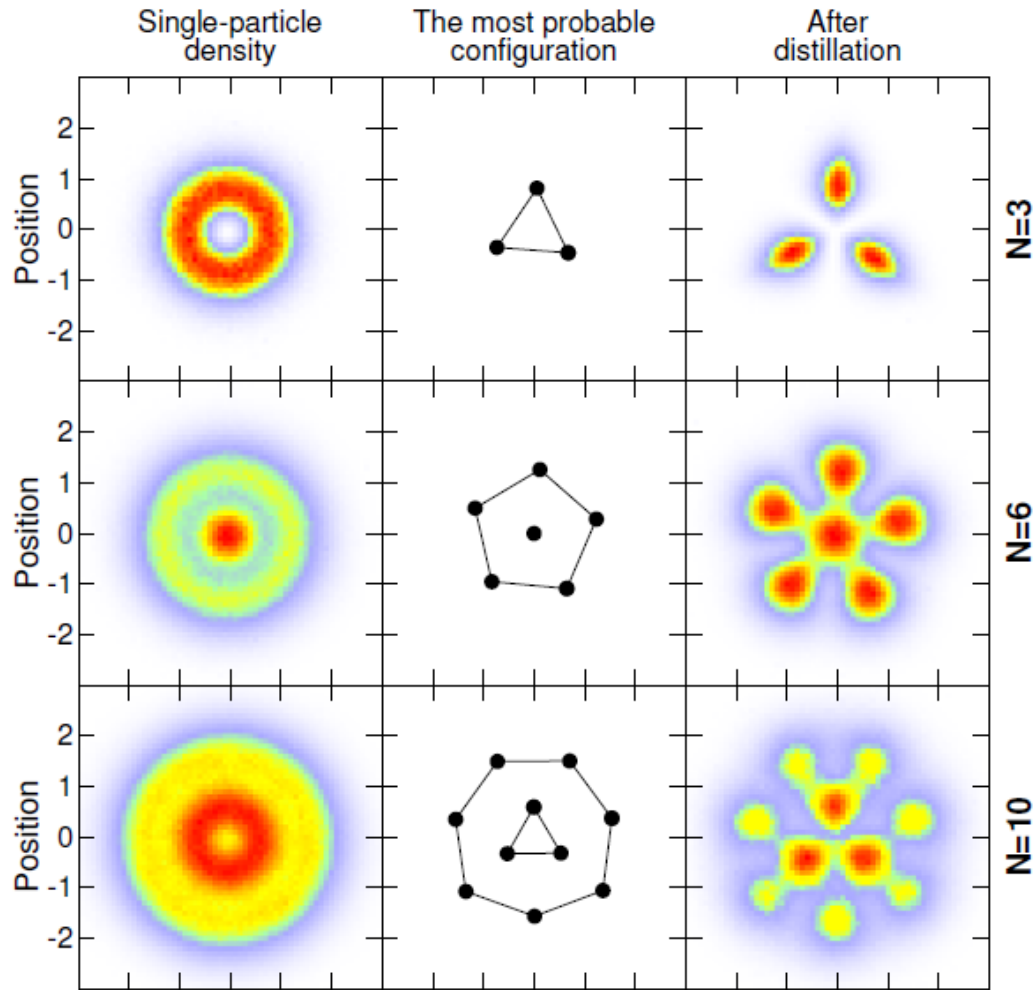 Single-particle
density
The most probable
configuration
After
distillation
Position
2
1
0
-1
-2
N=3
Position
2
1
0
-1
-2
N=6
Position
2
1
0
-1
-2
N=10